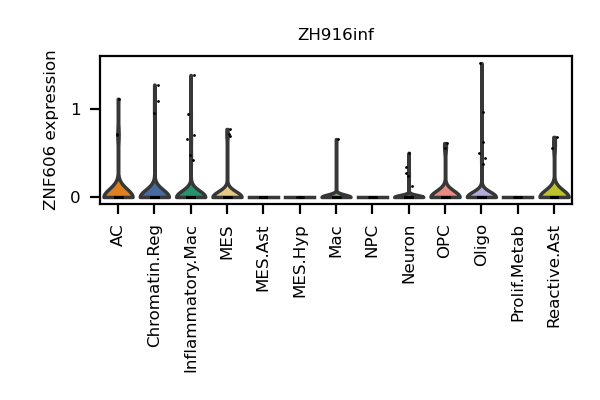 ZH916inf
ZNF606 expression
1
0
AC
Chromatin.Reg
Inflammatory.Mac
MES
MES.Ast
MES.Hyp
Mac
NPC
Neuron
OPC
Oligo
Prolif.Metab
Reactive.Ast